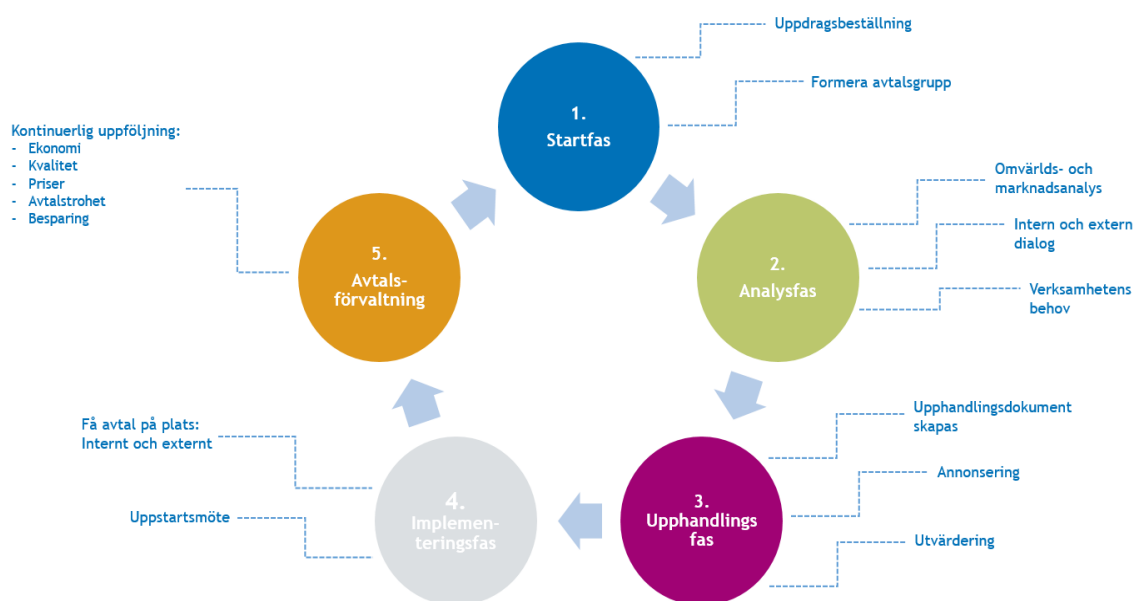 Uppdragsbeställning
Formera avtalsgrupp
1.
Startfas
Omvärlds- och
marknadsanalys
Intern och extern
dialog
Verksamhetens
behov
2.
Analysfas
Upphandlingsdokument
skapas
Annonsering
Utvärdering
3.
Upphandlings
fas
4.
Implemen-
teringsfas
Få avtal på plats:
Internt och externt
Uppstartsmöte
5.
Avtals-
förvaltning
Kontinuerlig uppföljning:
- Ekonomi
- Kvalitet
- Priser
- Avtalstrohet
- Besparing